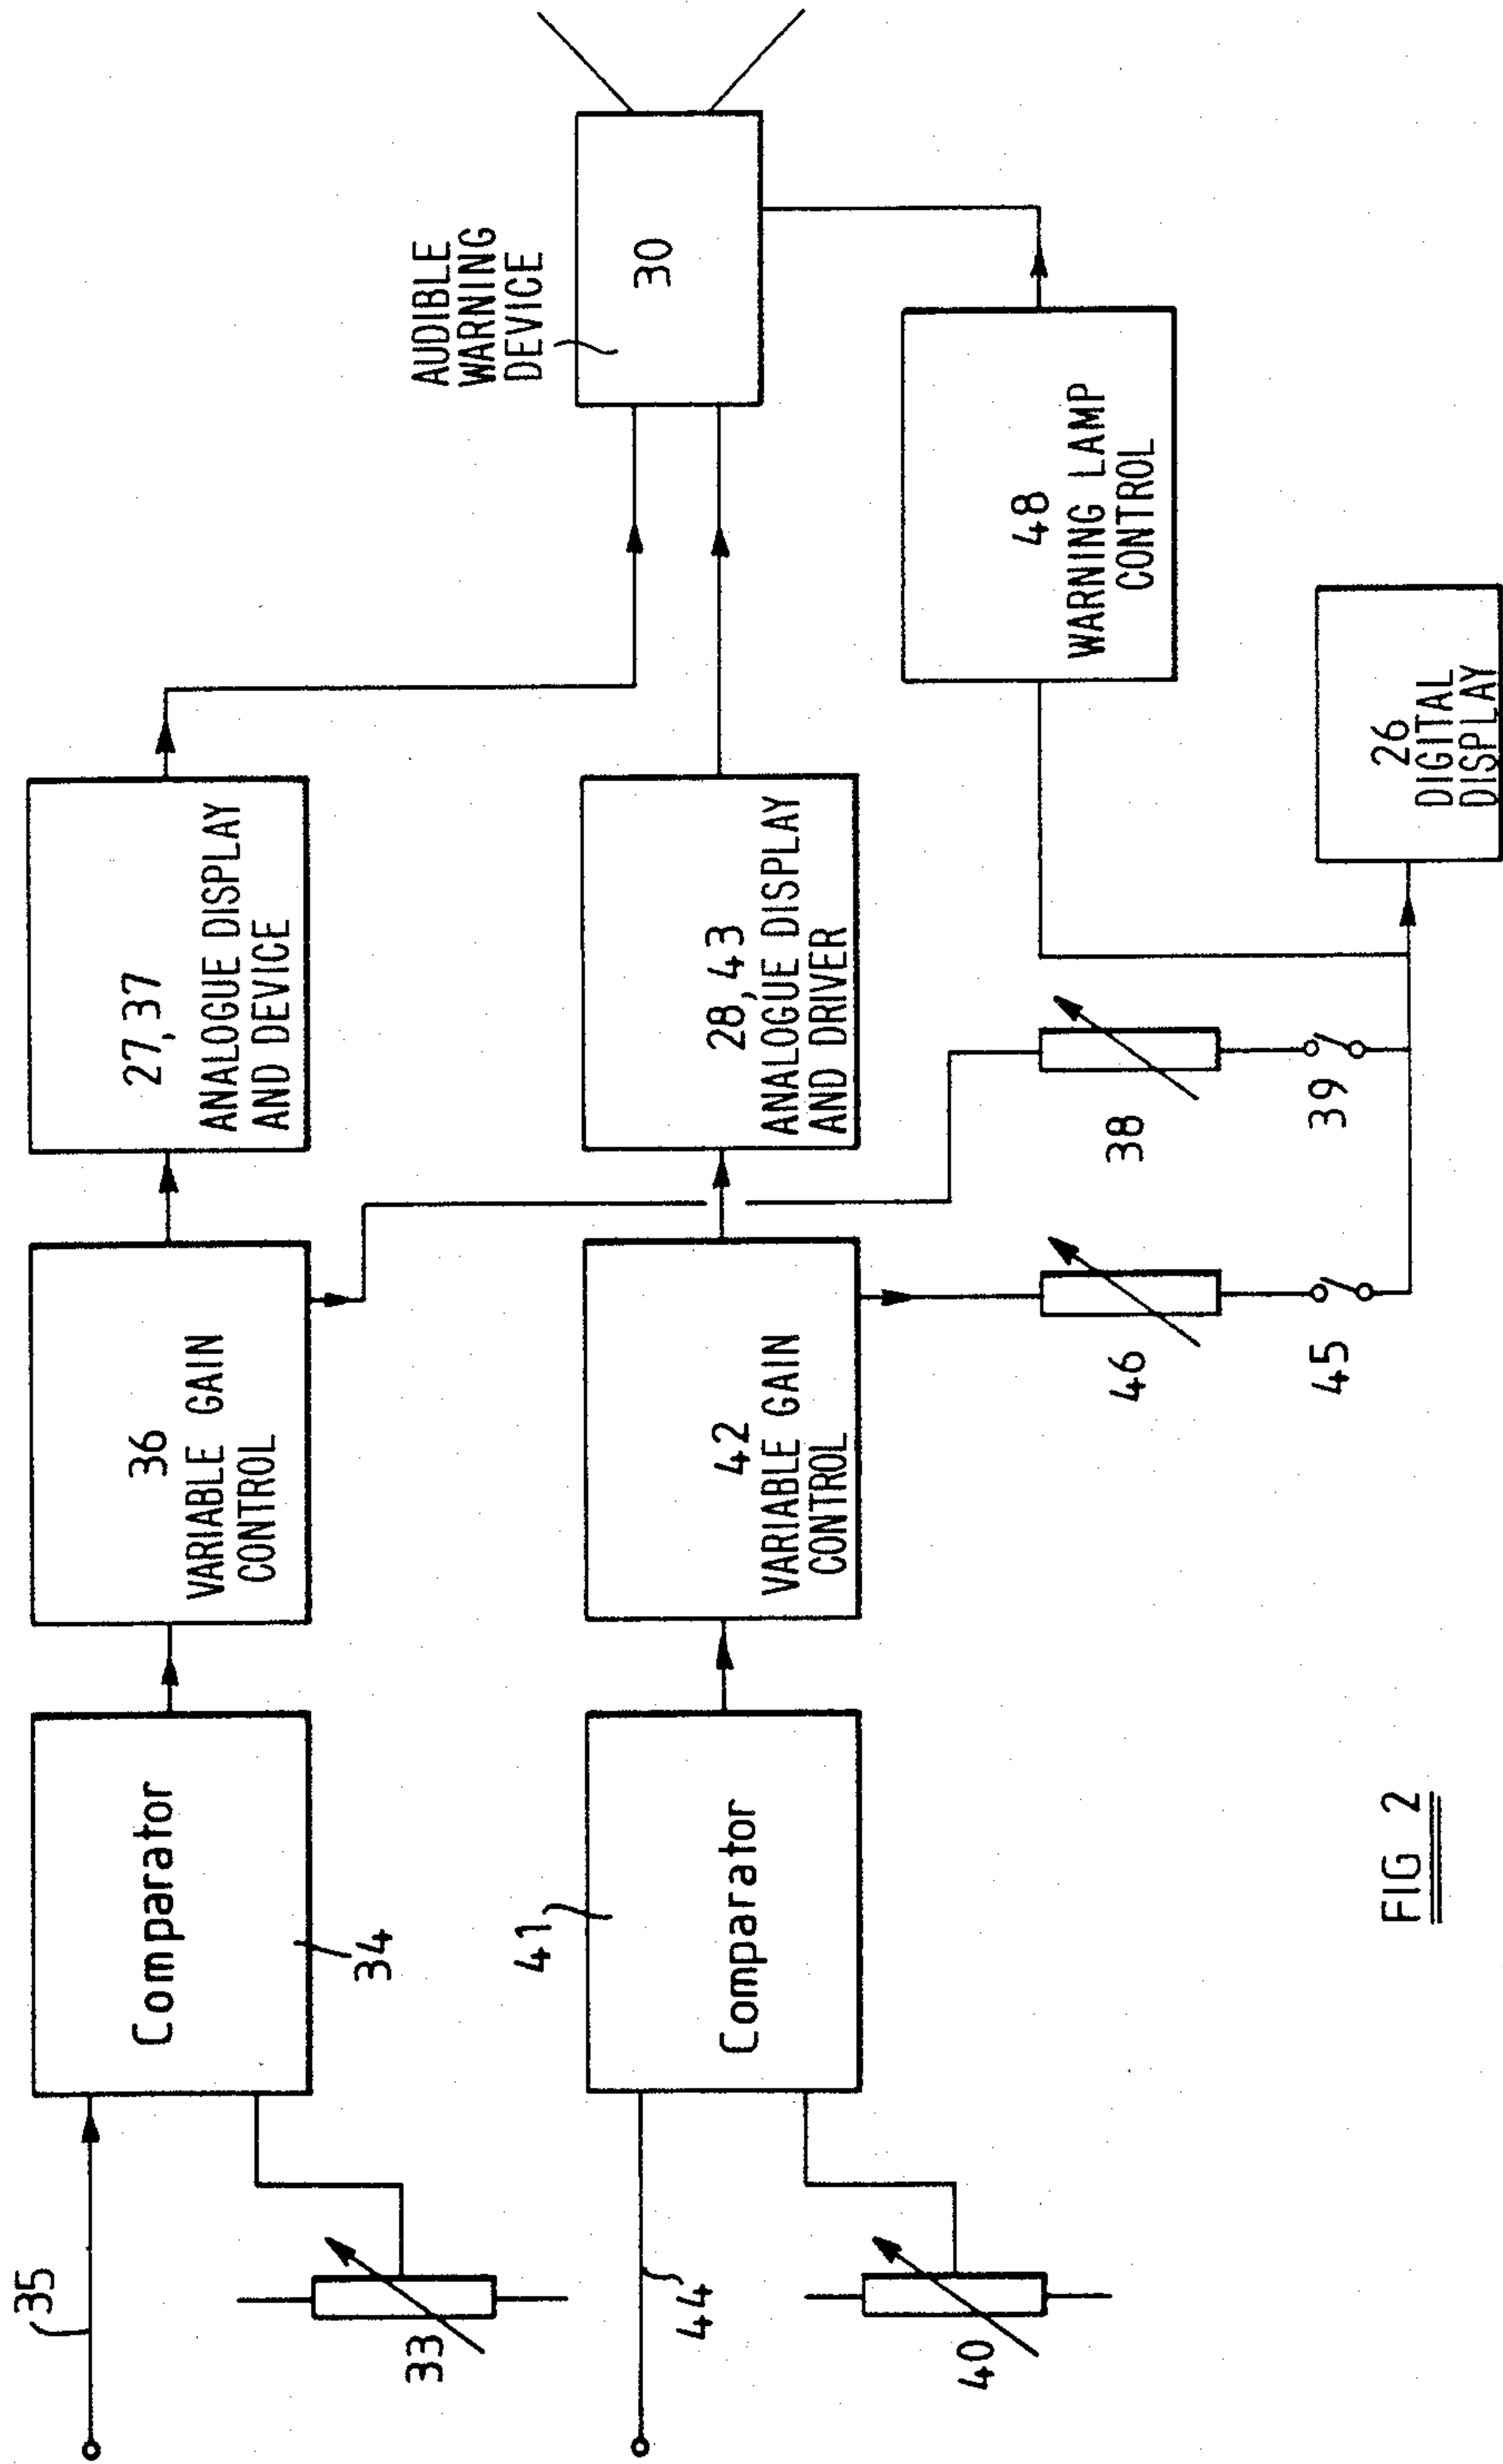 35
33
Comparator
34
36
VARIABLE GAIN
CONTROL
27, 37
ANALOGUE DISPLAY
AND DEVICE
AUDIBLE
WARNING
DEVICE
30
44
40
41
Comparator
42
VARIABLE GAIN
CONTROL
28, 43
ANALOGUE DISPLAY
AND DRIVER
48
WARNING LAMP
CONTROL
46
45
38
39
26
DIGITAL
DISPLAY
FIG 2